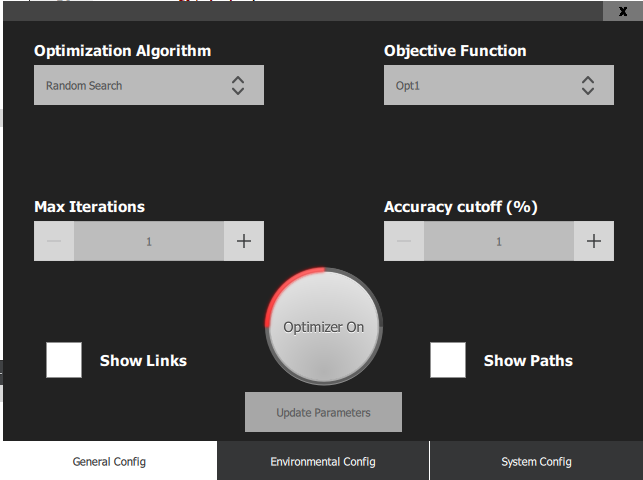 x
Optimization Algorithm
Objective Function
Random Search
Opt1
Max Iterations
Accuracy cutoff (%)
1
1
Optimizer On
Show Links
Show Paths
Update Parameters
General Config
Environmental Config
System Config